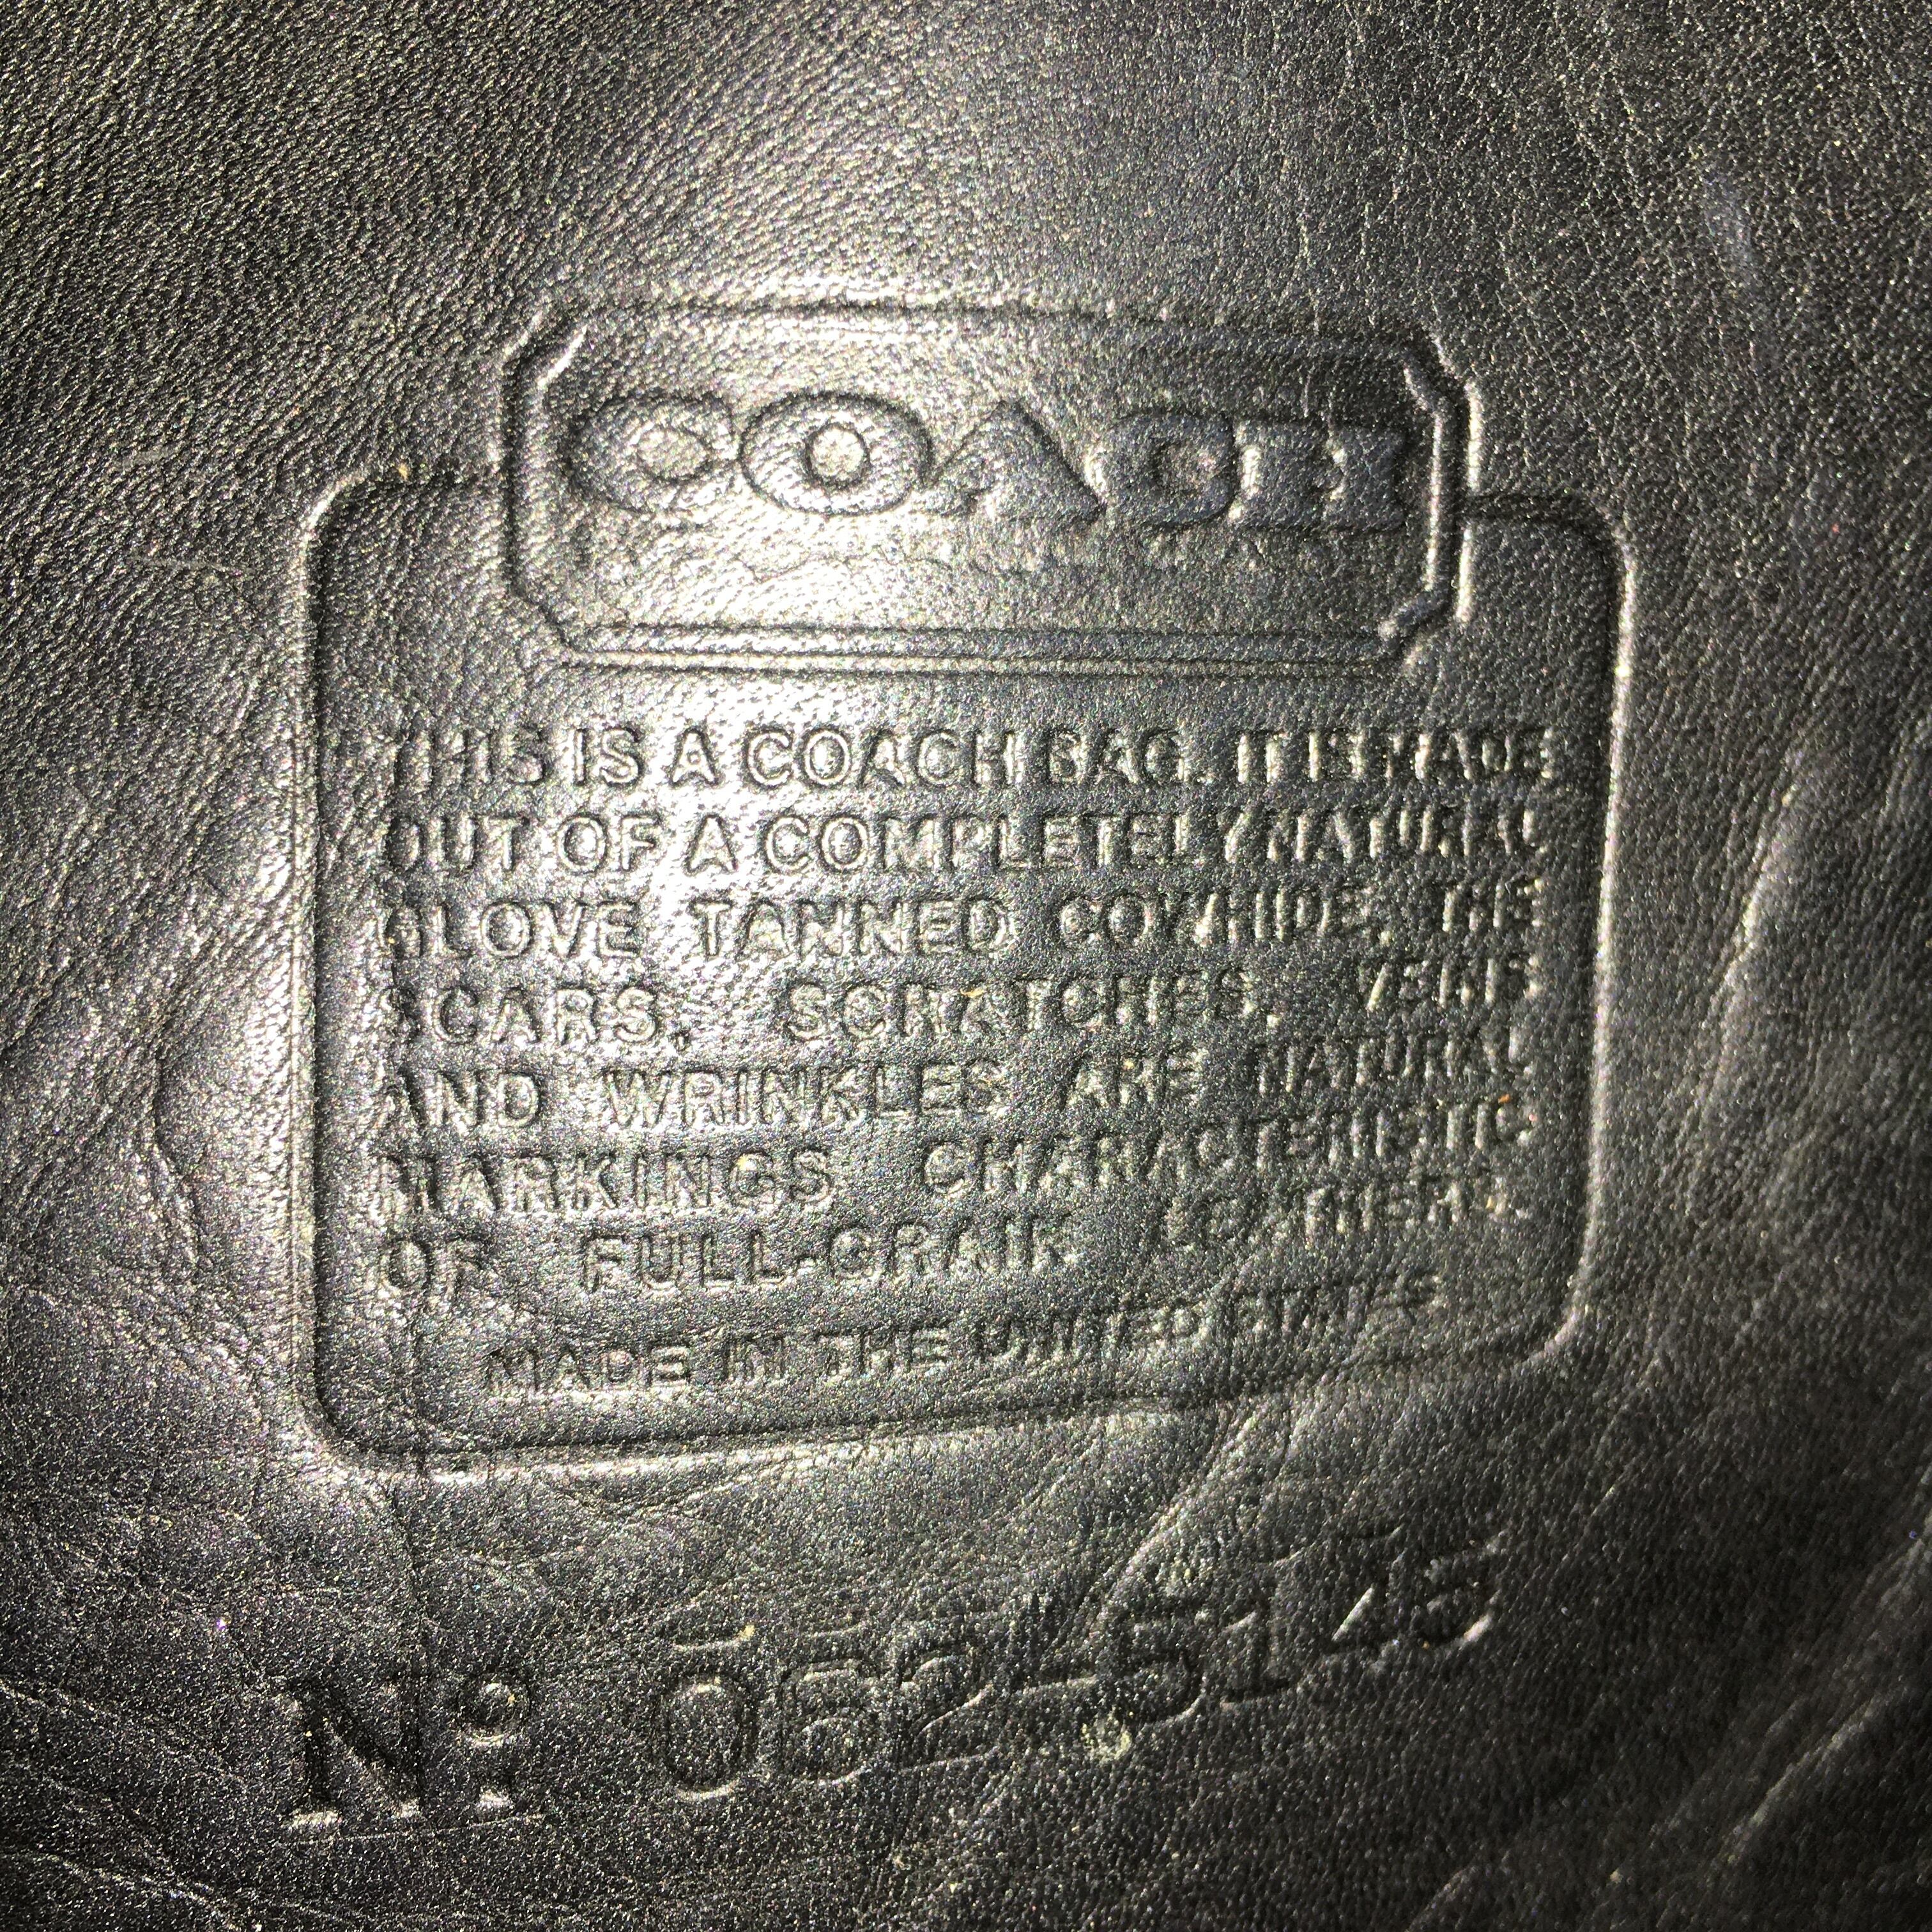 COACH
THIS IS A COACH BAG. IT IS MADE
OUT OF A COMPLETELY NATURAL
GLOVE TANNED COWHIDE, THE
SCARS, SCRATCHES, VEINS
AND WRINKLES ARE NATURAL
MARKINGS CHARACTERISTIC
OF FULL-GRAIN LEATHERS.
MADE IN THE UNITED STATES
Nº